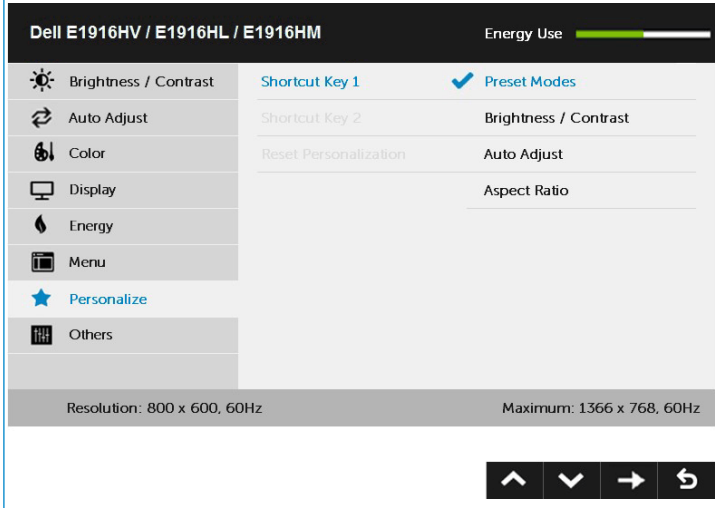 Dell E1916HV / E1916HL / E1916HM Energy Use
Brightness / Contrast Shortcut Key 1 Preset Modes
Auto Adjust Shortcut Key 2 Brightness / Contrast
Color Reset Personalization Auto Adjust
Display Aspect Ratio
Energy
Menu
Personalize
Others
Resolution: 800 x 600, 60Hz Maximum: 1366 x 768, 60Hz